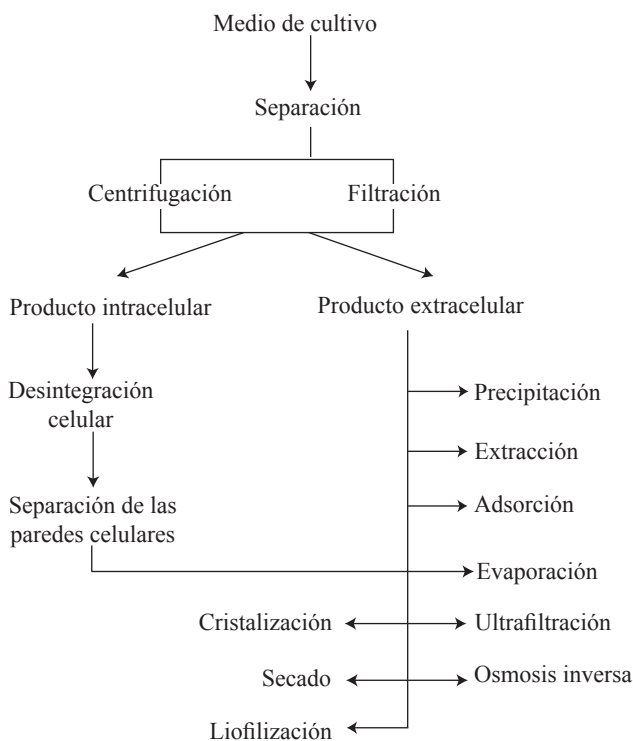 Medio de cultivo
Separación
Centrifugación
Filtración
Producto intracelular
Producto extracelular
Desintegración
celular
Precipitación
Extracción
Separación de las
paredes celulares
Adsorción
Evaporación
Cristalización
Ultrafiltración
Secado
Osmosis inversa
Liofilización